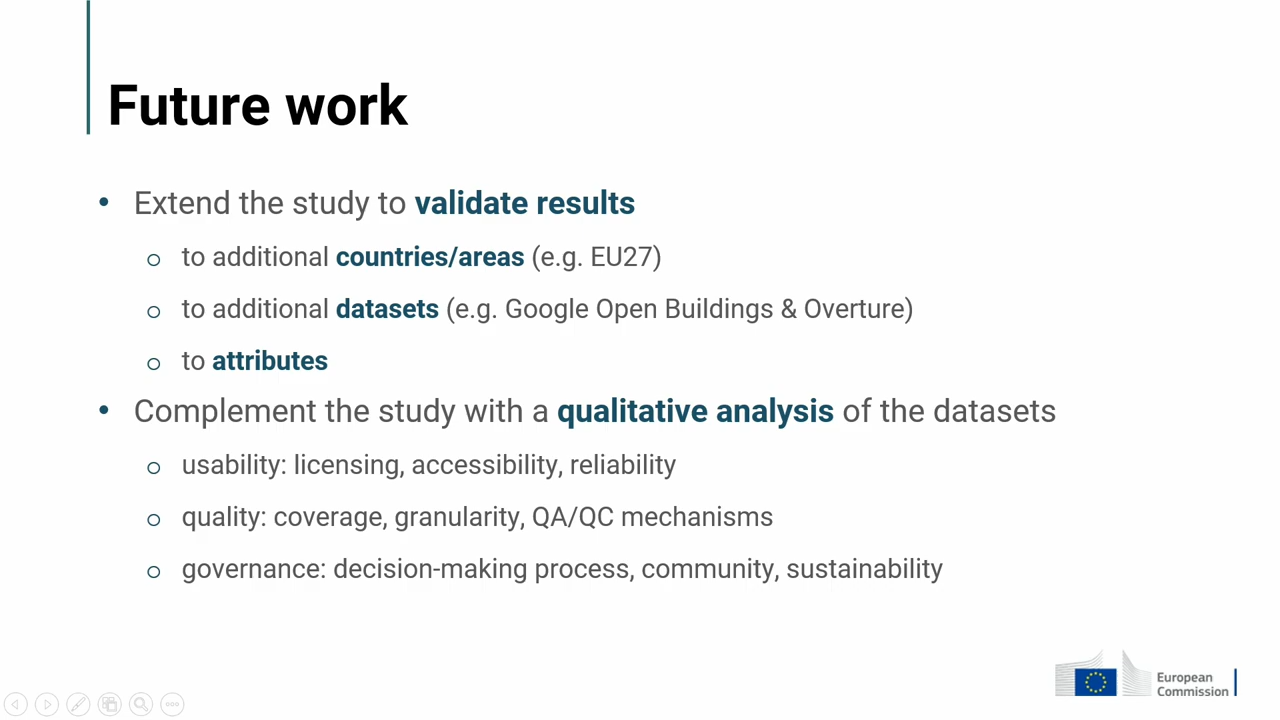 Future work
• Extend the study to validate results
o to additional countries/areas (e.g. EU27)
o to additional datasets (e.g. Google Open Buildings & Overture)
o to attributes
• Complement the study with a qualitative analysis of the datasets
o usability: licensing, accessibility, reliability
o quality: coverage, granularity, QA/QC mechanisms
o governance: decision-making process, community, sustainability
European
Commission